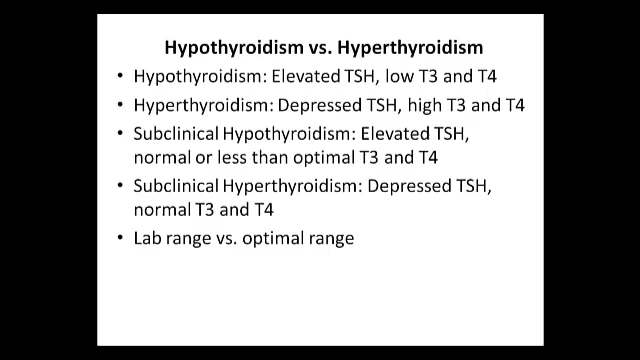 Hypothyroidism vs. Hyperthyroidism
• Hypothyroidism: Elevated TSH, low T3 and T4
• Hyperthyroidism: Depressed TSH, high T3 and T4
• Subclinical Hypothyroidism: Elevated TSH,
normal or less than optimal T3 and T4
• Subclinical Hyperthyroidism: Depressed TSH,
normal T3 and T4
• Lab range vs. optimal range